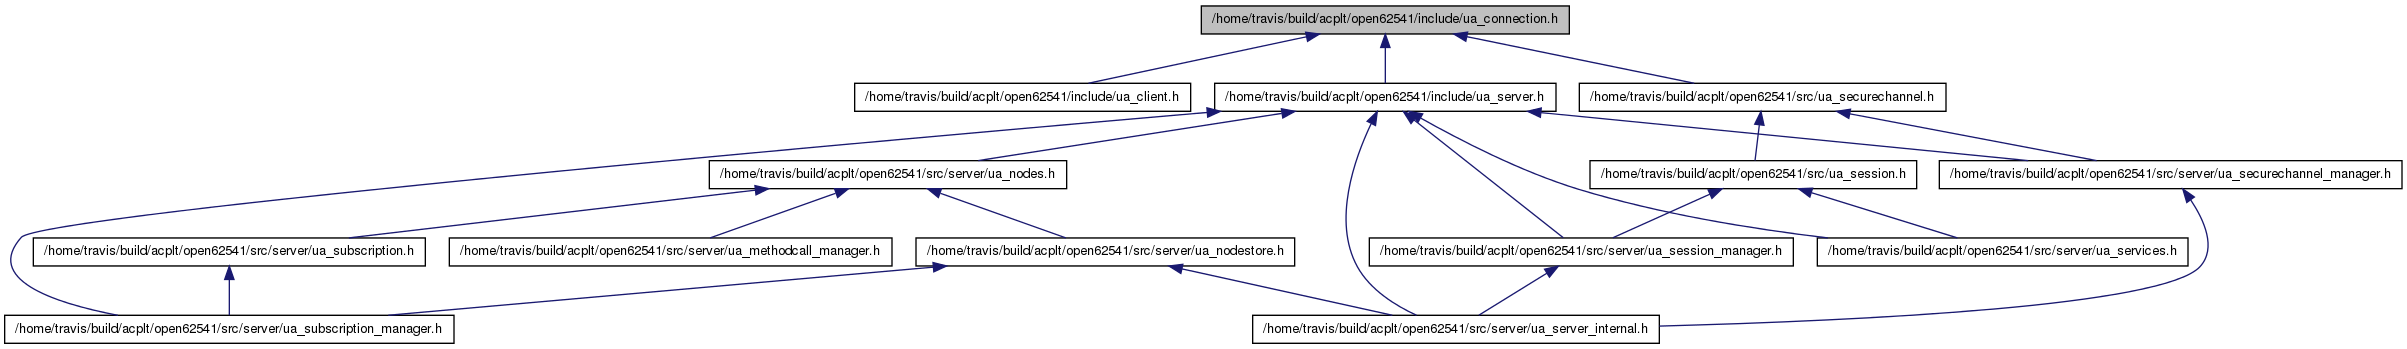 /home/travis/build/acplt/open62541/include/ua_connection.h
/home/travis/build/acplt/open62541/include/ua_client.h
/home/travis/build/acplt/open62541/include/ua_server.h
/home/travis/build/acplt/open62541/src/ua_securechannel.h
/home/travis/build/acplt/open62541/src/server/ua_nodes.h
/home/travis/build/acplt/open62541/src/ua_session.h
/home/travis/build/acplt/open62541/src/server/ua_securechannel_manager.h
/home/travis/build/acplt/open62541/src/server/ua_subscription.h
/home/travis/build/acplt/open62541/src/server/ua_methodcall_manager.h
/home/travis/build/acplt/open62541/src/server/ua_nodestore.h
/home/travis/build/acplt/open62541/src/server/ua_session_manager.h
/home/travis/build/acplt/open62541/src/server/ua_services.h
/home/travis/build/acplt/open62541/src/server/ua_subscription_manager.h
/home/travis/build/acplt/open62541/src/server/ua_server_internal.h